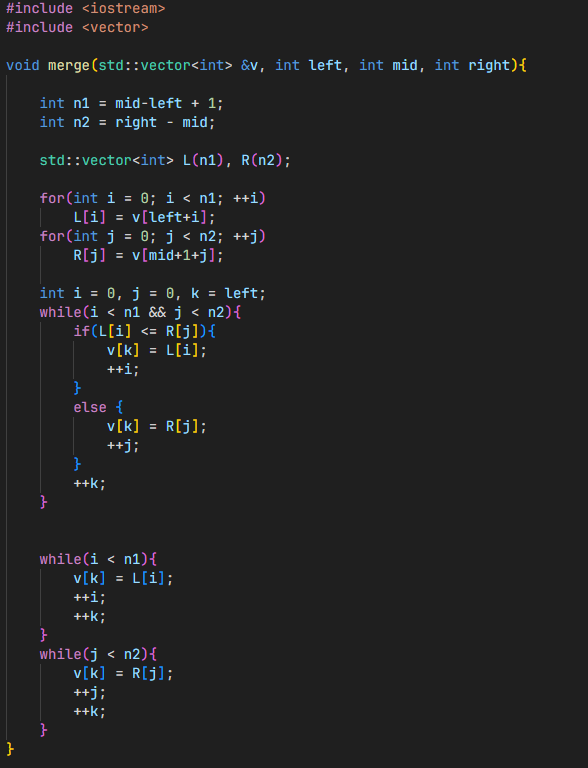 #include <iostream>
#include <vector>
void merge(std::vector<int> &v, int left, int mid, int right){
int n1 = mid-left + 1;
int n2 = right - mid;
std::vector<int> L(n1), R(n2);
for(int i = 0; i < n1; ++i)
L[i] = v[left+i];
for(int j = 0; j < n2; ++j)
R[j] = v[mid+1+j];
int i = 0, j = 0, k = left;
while(i < n1 && j < n2){
if(L[i] <= R[j]){
v[k] = L[i];
++i;
}
else {
v[k] = R[j];
++j;
}
++k;
}
while(i < n1){
v[k] = L[i];
++i;
++k;
}
while(j < n2){
v[k] = R[j];
++j;
++k;
}
}